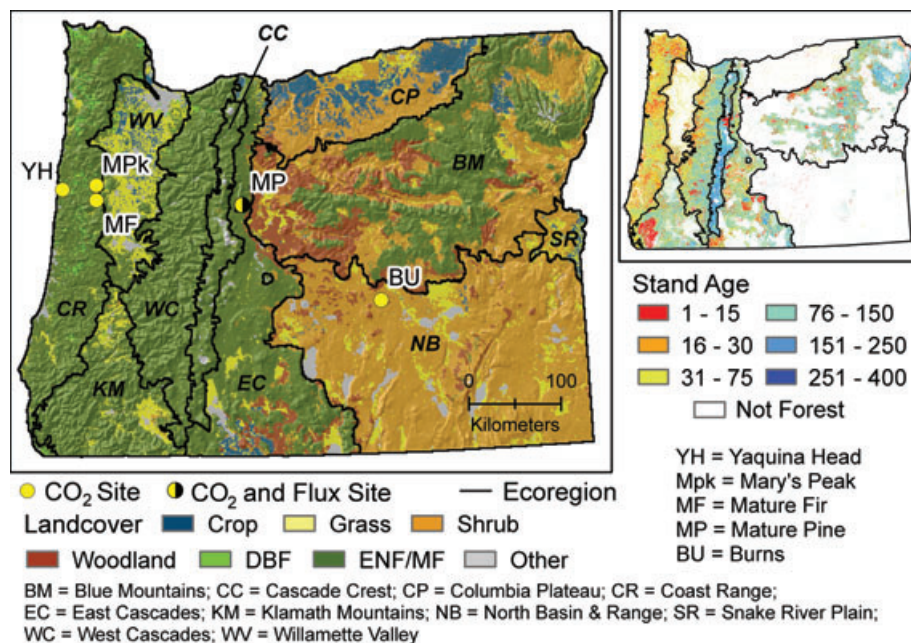 CC
CP
WV
BM
YH
MPk
MP
MF
SR
BU
CR
WC
NB
KM
EC
0 100
Kilometers
Stand Age
1 - 15 76 - 150
16 - 30 151 - 250
31 - 75 251 - 400
Not Forest
YH = Yaquina Head
Mpk = Mary's Peak
MF = Mature Fir
MP = Mature Pine
BU = Burns
CO2 Site CO2 and Flux Site Ecoregion
Landcover Crop Grass Shrub
Woodland DBF ENF/MF Other
BM = Blue Mountains; CC = Cascade Crest; CP = Columbia Plateau; CR = Coast Range;
EC = East Cascades; KM = Klamath Mountains; NB = North Basin & Range; SR = Snake River Plain;
WC = West Cascades; WV = Willamette Valley